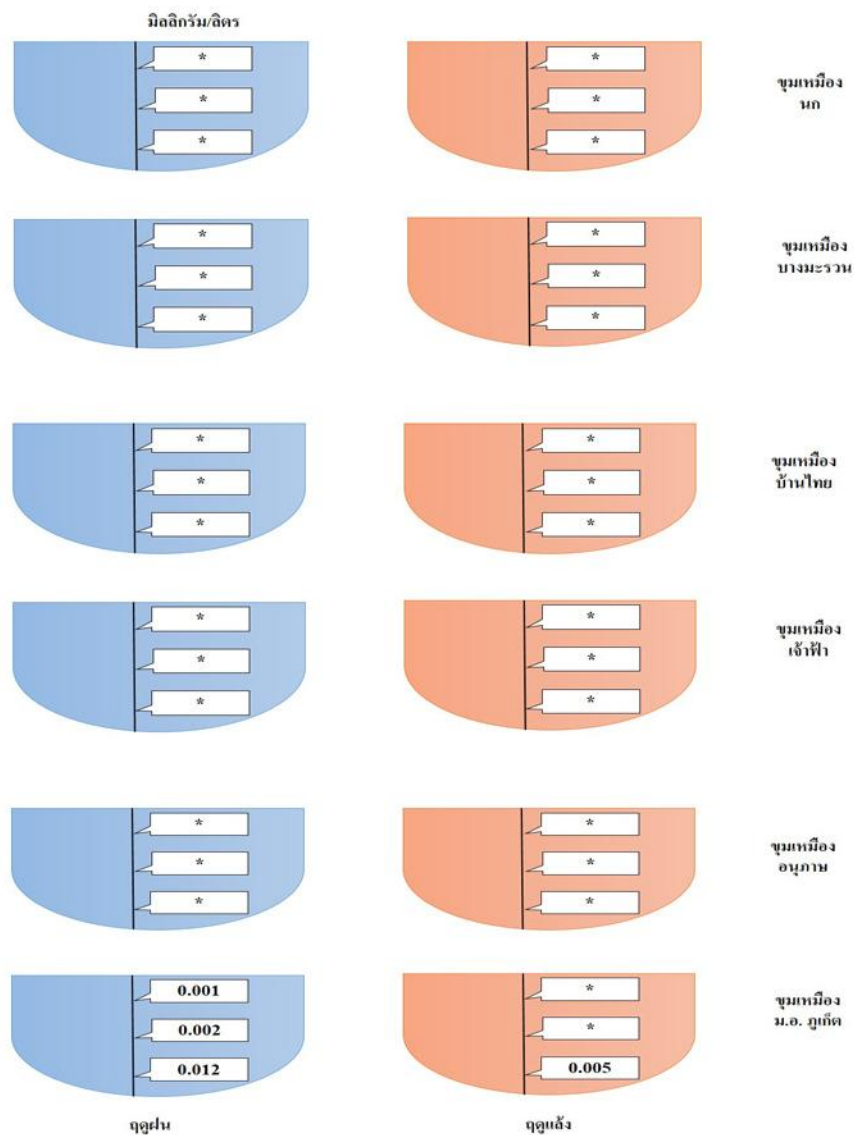 มิลลิกรัม/ลิตร
* *
* *
* *
ขุมเหมือง
นก
* *
* *
* *
ขุมเหมือง
บางมะรวน
* *
* *
* *
ขุมเหมือง
บ้านไทย
* *
* *
* *
ขุมเหมือง
เจ้าฟ้า
* *
* *
* *
ขุมเหมือง
อนุภาษ
0.001 *
0.002 *
0.012 0.005
ขุมเหมือง
ม.อ. ภูเก็ต
ฤดูฝน ฤดูแล้ง